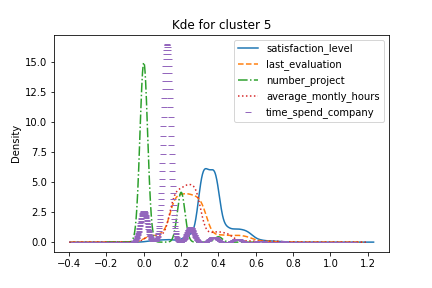 Kde for cluster 5
satisfaction_level
last_evaluation
number_project
average_montly_hours
time_spend_company
Density
15.0
12.5
10.0
7.5
5.0
2.5
0.0
−0.4 −0.2 0.0 0.2 0.4 0.6 0.8 1.0 1.2